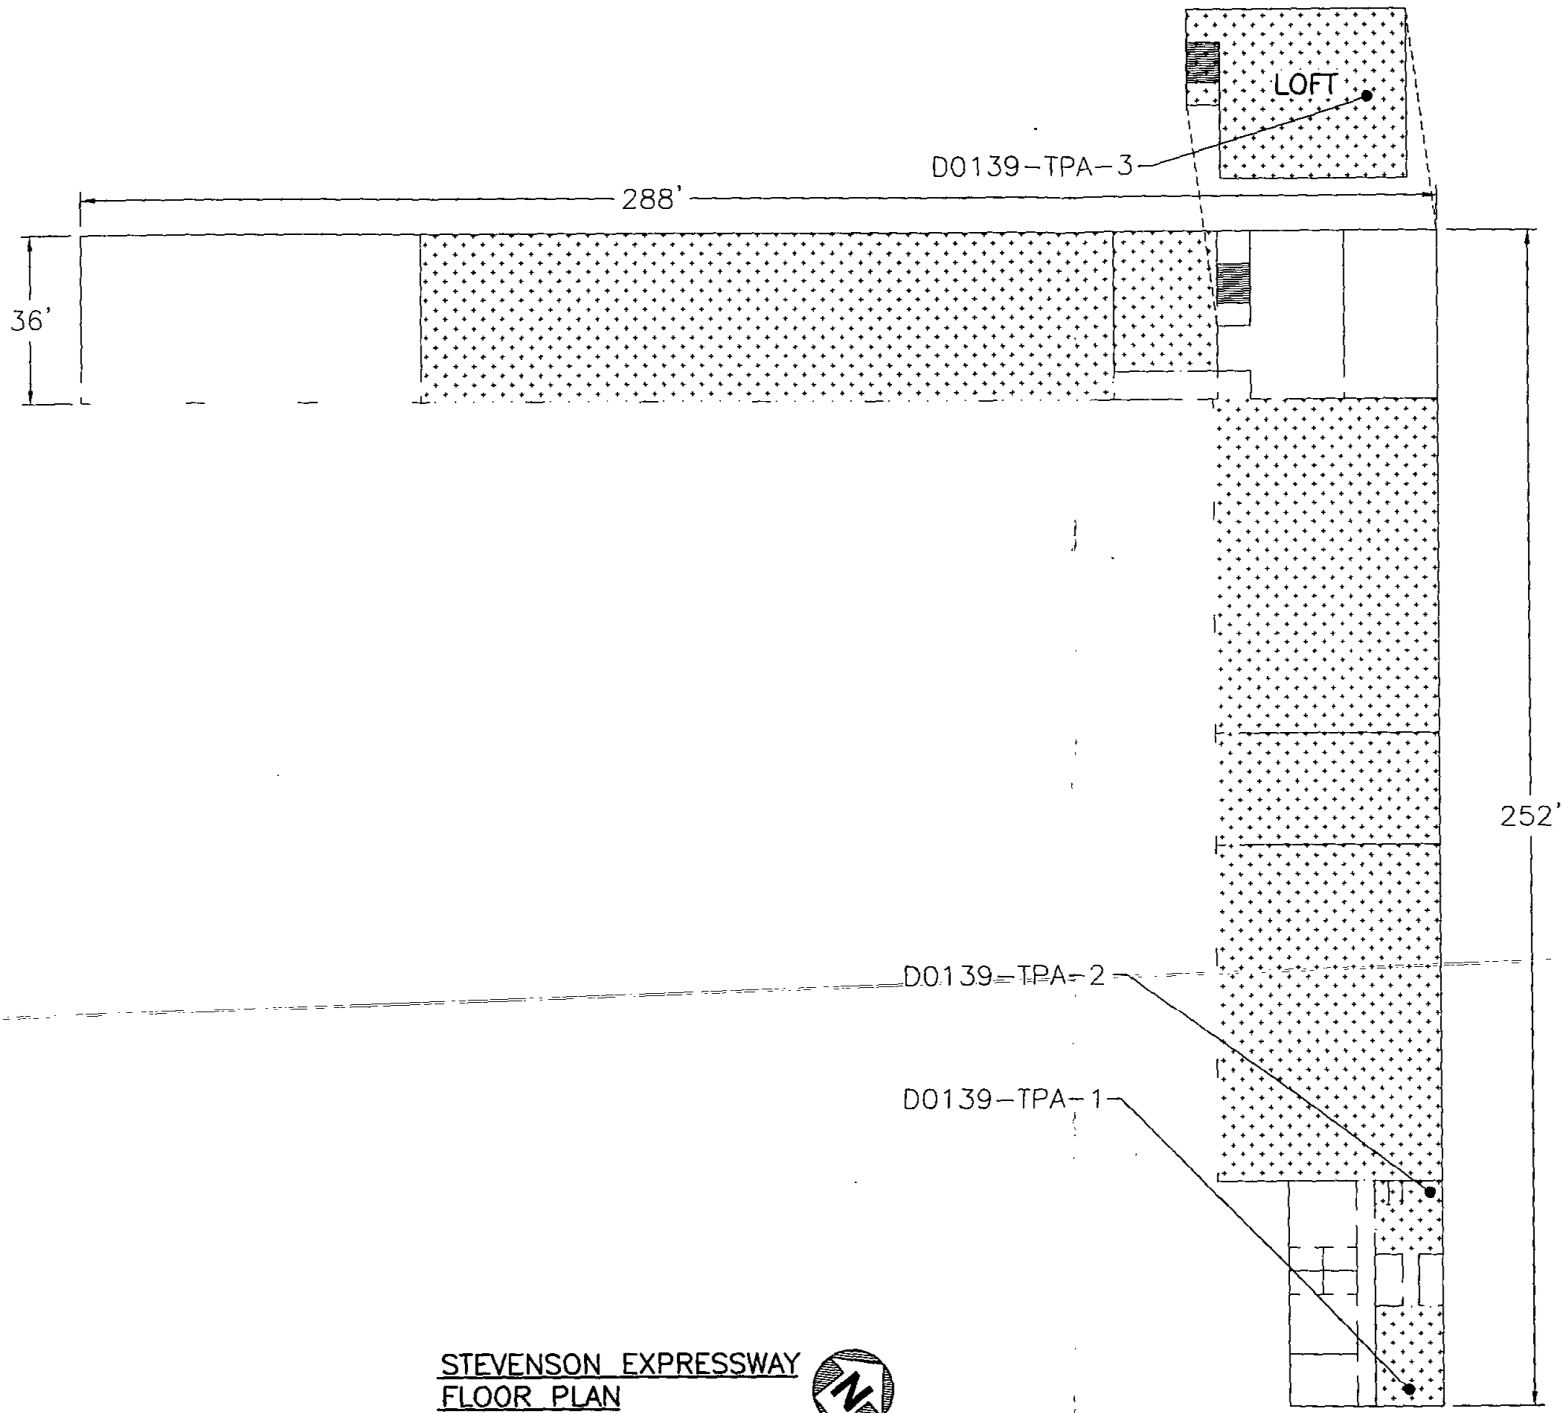 LOFT
D0139-TPA-3
288'
36'
252'
D0139-TPA-2
D0139-TPA-1
STEVENSON EXPRESSWAY
FLOOR PLAN
N